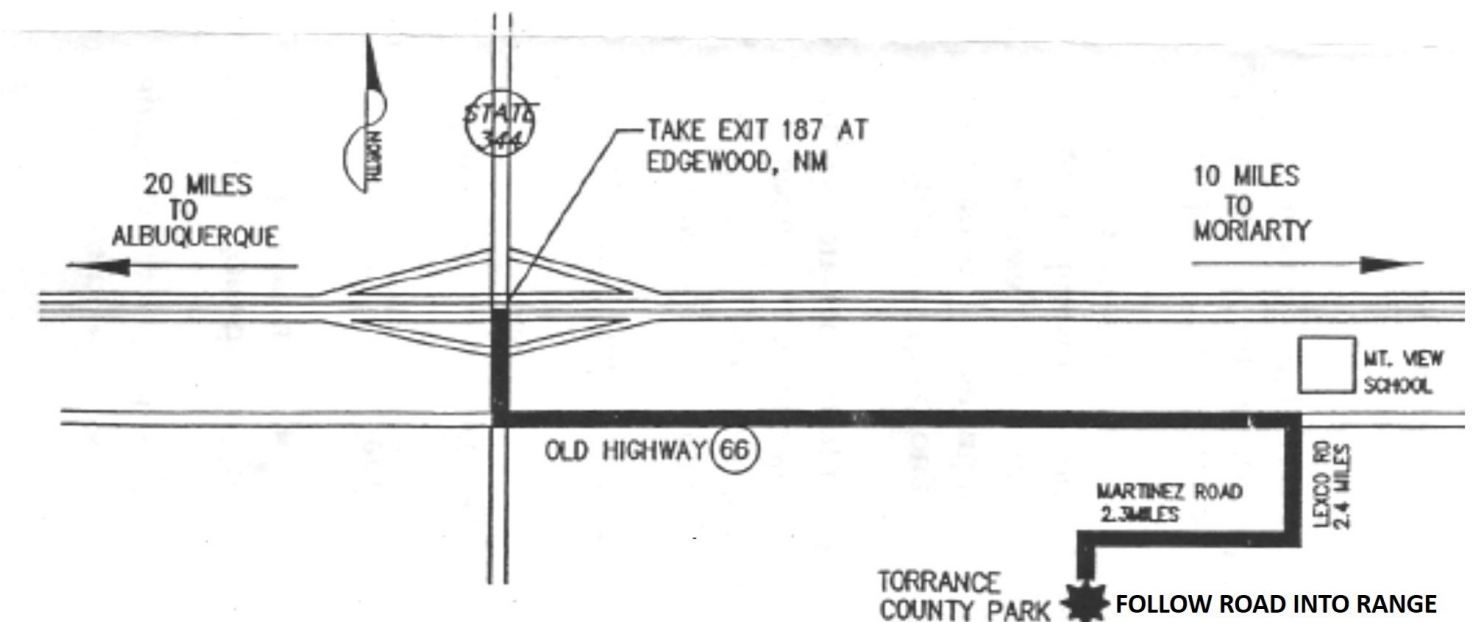 STATE
344
NORTH
TAKE EXIT 187 AT
EDGEWOOD, NM
20 MILES
TO
ALBUQUERQUE
10 MILES
TO
MORIARTY
MT. VIEW
SCHOOL
OLD HIGHWAY 66
LEXCO RD
2.4 MILES
MARTINEZ ROAD
2.3MILES
TORRANCE
COUNTY PARK
FOLLOW ROAD INTO RANGE